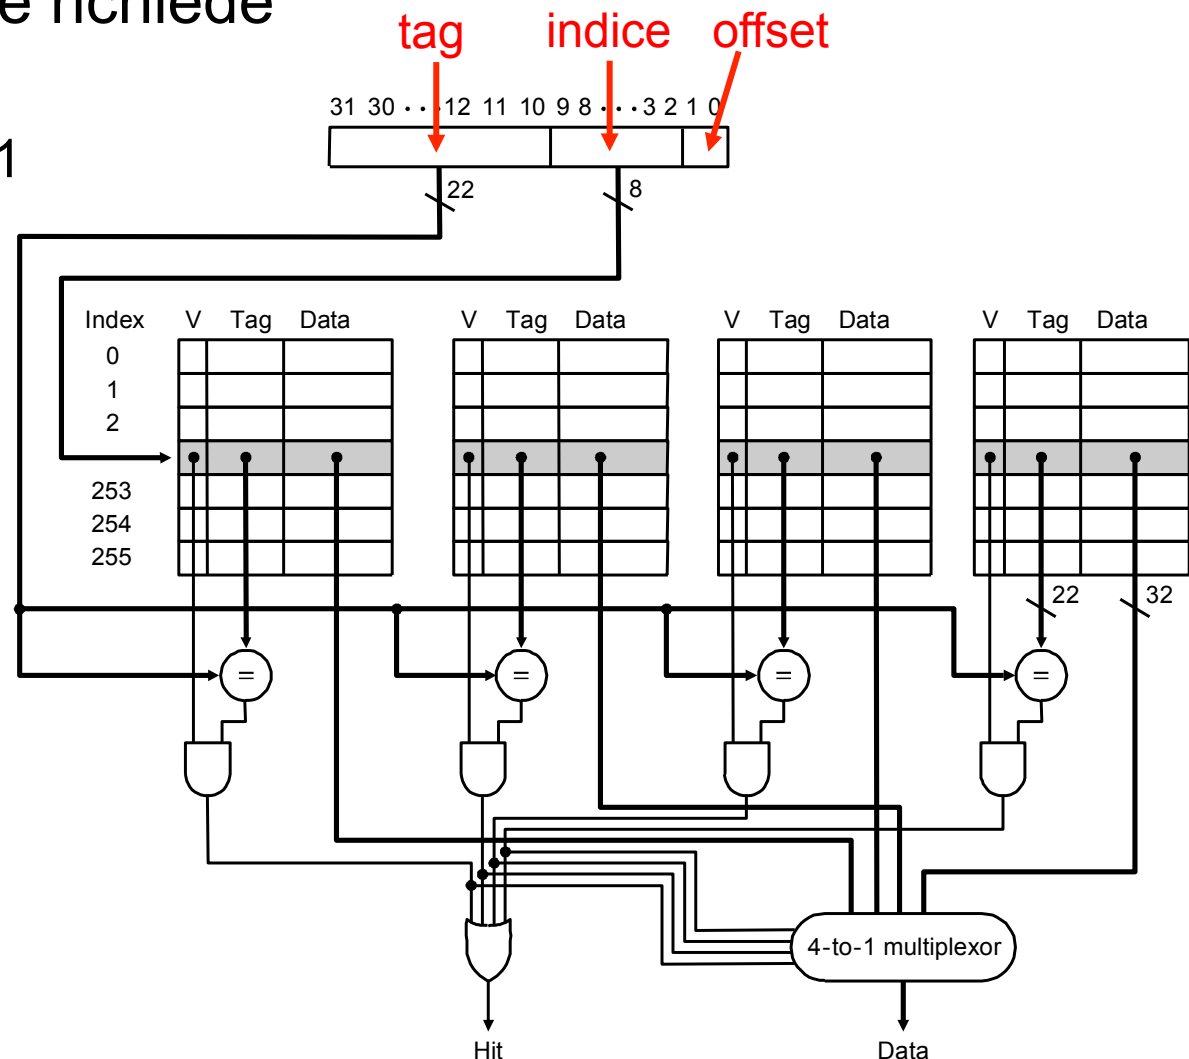 e richiede
1
tag indice offset
31 30 · · · 12 11 10 9 8 · · · 3 2 1 0
22 8
Index V Tag Data V Tag Data V Tag Data V Tag Data
0
1
2
253
254
255
22 32
= = = =
4-to-1 multiplexor
Hit Data